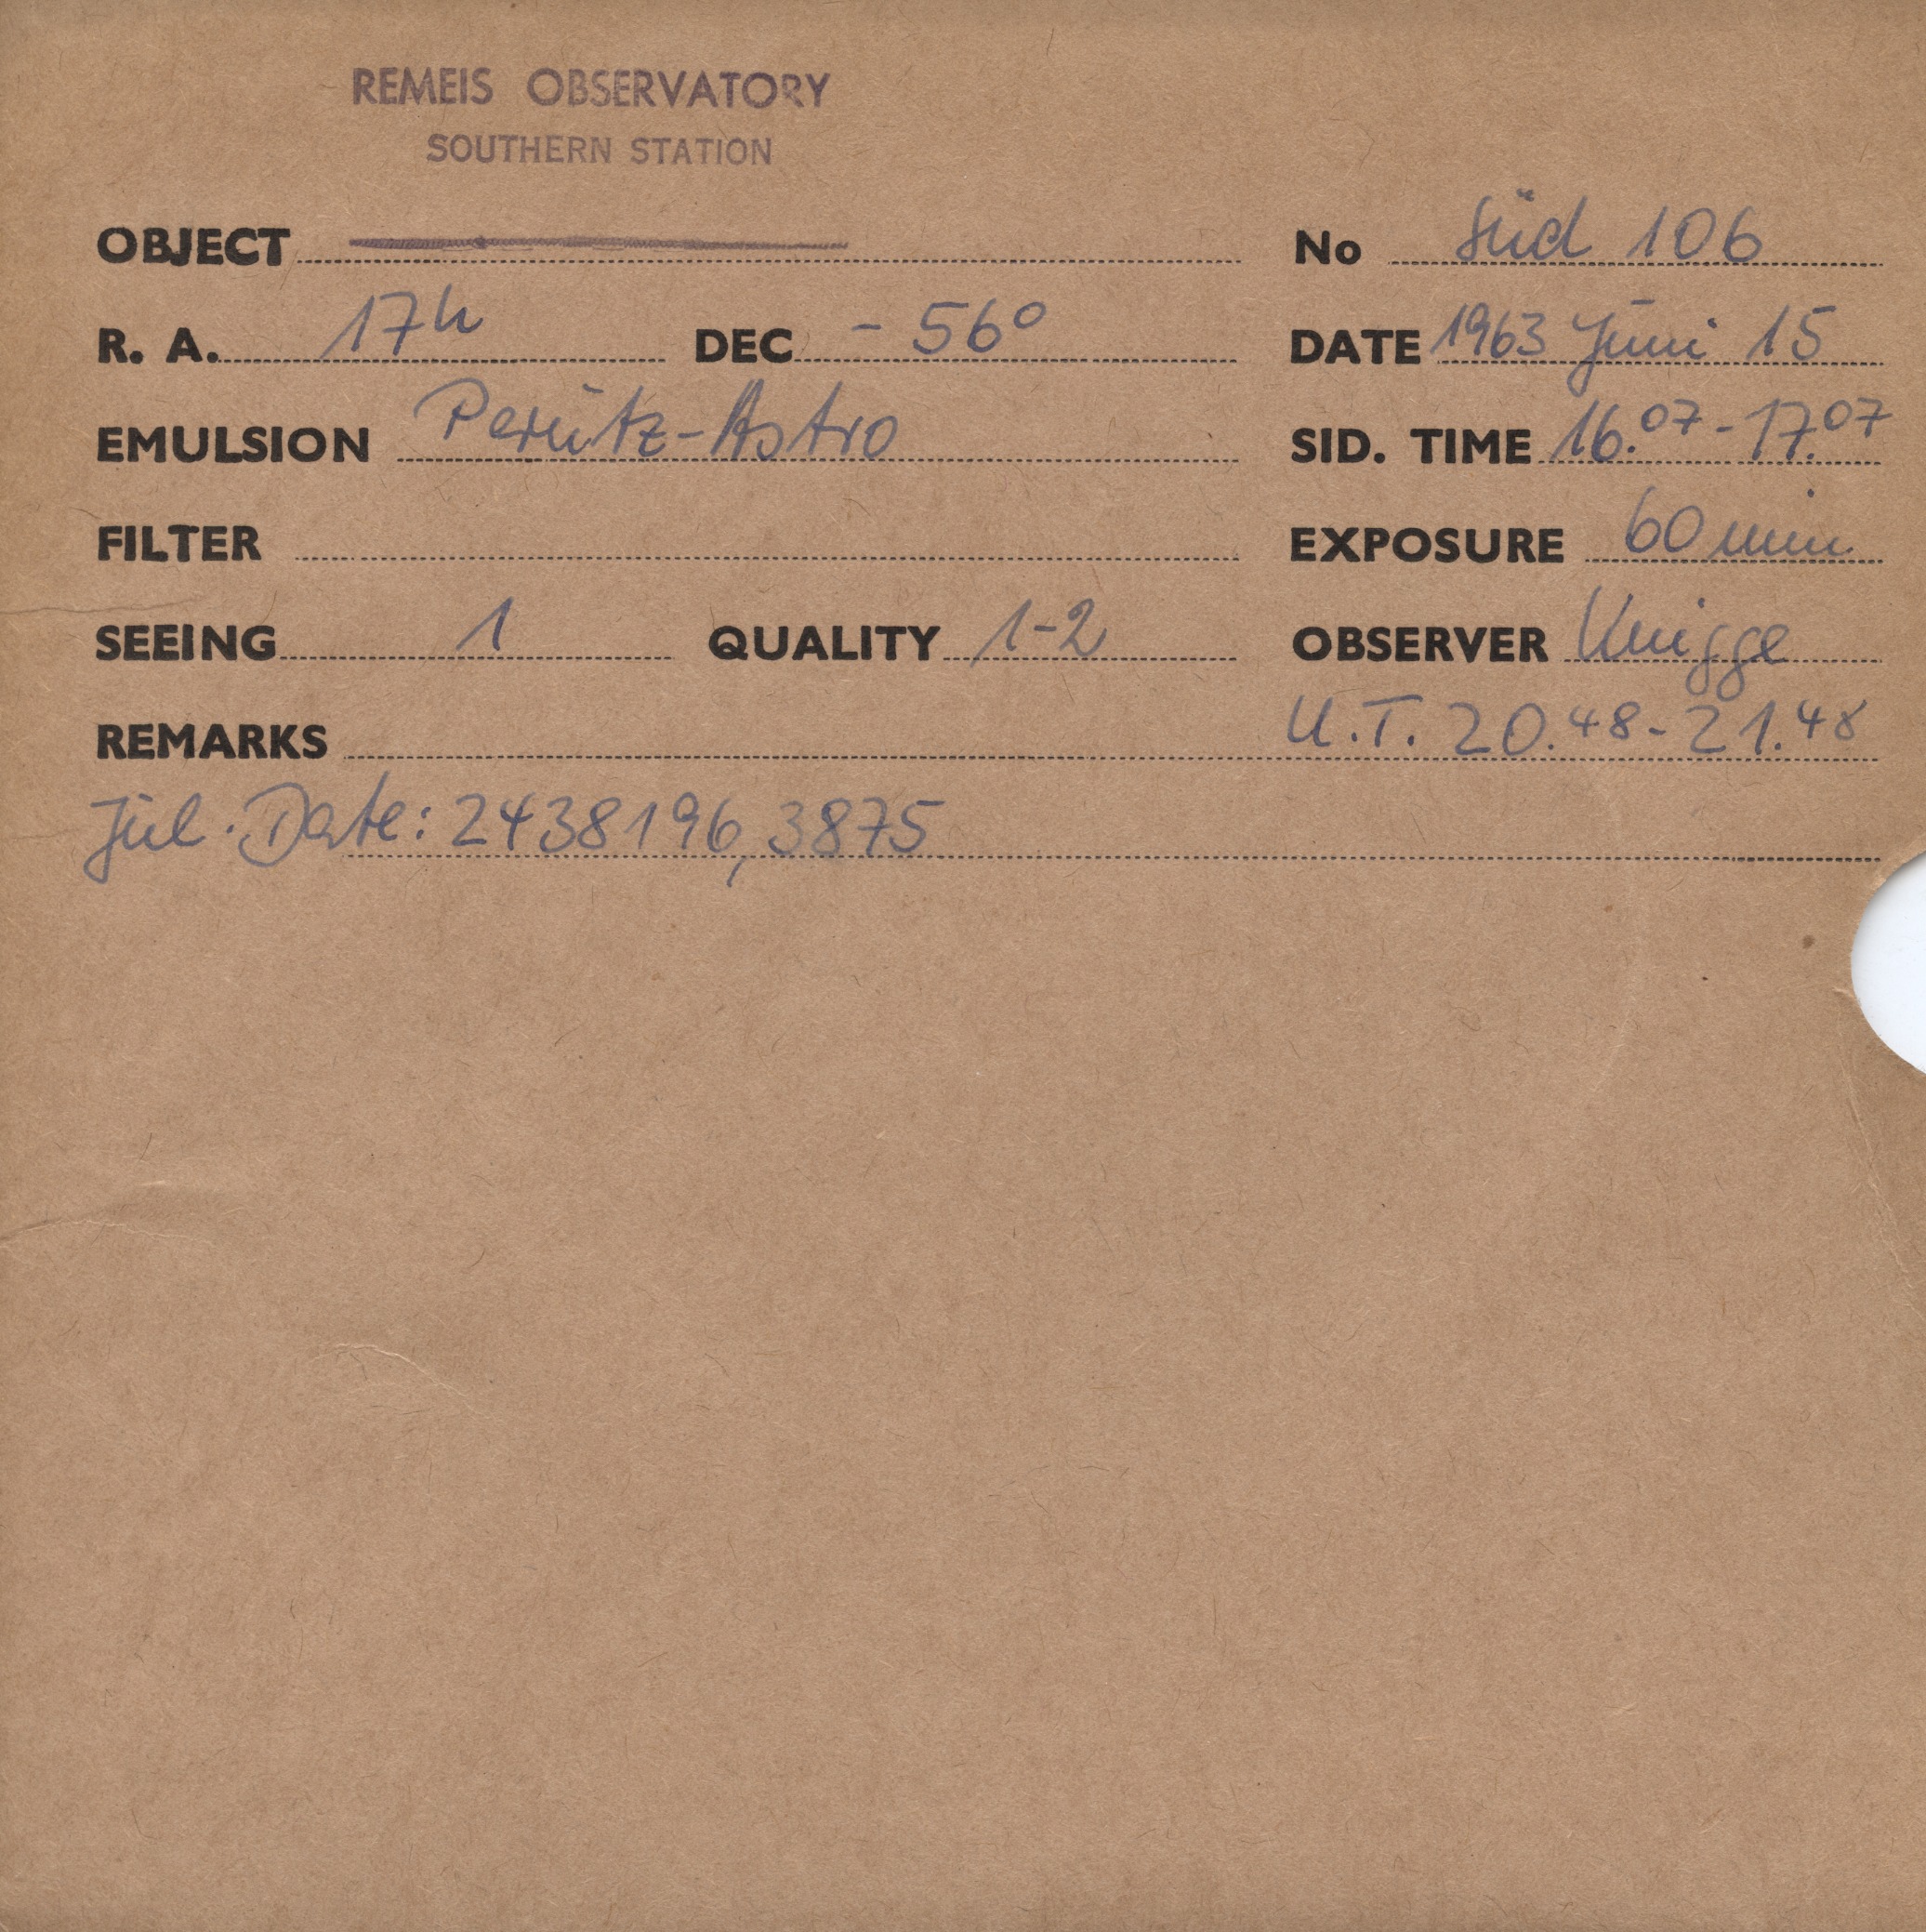 REMEIS OBSERVATORY
SOUTHERN STATION
OBJECT No Süd 106
R. A. 17h DEC - 56° DATE 1963 Juni 15
EMULSION Perutz-Astro SID. TIME 16.07-17.07
FILTER EXPOSURE 60 min
SEEING 1 QUALITY 1-2 OBSERVER Knigge
REMARKS U.T. 20.48-21.48
Jul. Date: 2438196,3875